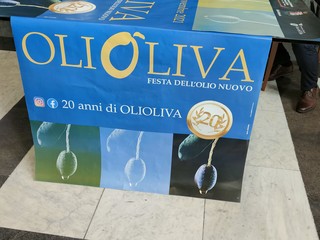 OLIOLIVA
FESTA DELL'OLIO NUOVO
20 anni di OLIOLIVA
20